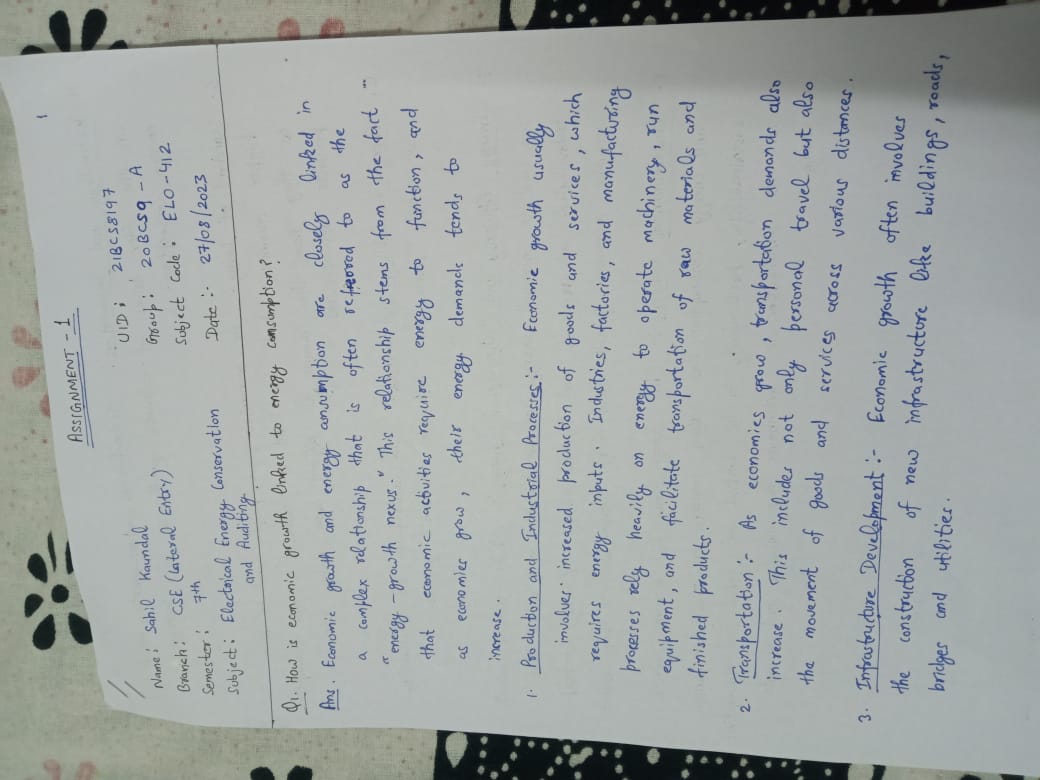 ASSIGNMENT - 1
1
Name: Sahil Kaundal
UID: 21BCS8197
Branch: CSE (Lateral Entry)
Group: 20BCS9 - A
Semester: 7th
Subject Code: ELO-412
Subject: Electrical Energy Conservation
and Auditing
Date:- 27/08/2023
Q1. How is economic growth linked to energy consumption?
Ans. Economic growth and energy consumption are closely linked in
a complex relationship that is often referred to as the
"energy-growth nexus." This relationship stems from the fact
that economic activities require energy to function, and
as economies grow, their energy demands tends to
increase.
1. Production and Industrial Processes:- Economic growth usually
involves increased production of goods and services, which
requires energy inputs. Industries, factories, and manufacturing
processes rely heavily on energy to operate machinery, run
equipment, and facilitate transportation of raw materials and
finished products.
2. Transportation:- As economies grow, transportation demands also
increase. This includes not only personal travel but also
the movement of goods and services across various distances.
3. Infrastructure Development:- Economic growth often involves
the construction of new infrastructure like buildings, roads,
bridges and utilities.